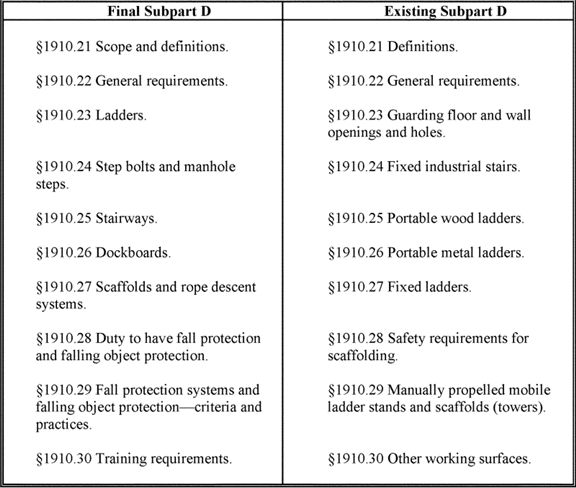 Final Subpart D
Existing Subpart D
§1910.21 Scope and definitions.
§1910.21 Definitions.
§1910.22 General requirements.
§1910.22 General requirements.
§1910.23 Ladders.
§1910.23 Guarding floor and wall
openings and holes.
§1910.24 Step bolts and manhole
steps.
§1910.24 Fixed industrial stairs.
§1910.25 Stairways.
§1910.25 Portable wood ladders.
§1910.26 Dockboards.
§1910.26 Portable metal ladders.
§1910.27 Scaffolds and rope descent
systems.
§1910.27 Fixed ladders.
§1910.28 Duty to have fall protection
and falling object protection.
§1910.28 Safety requirements for
scaffolding.
§1910.29 Fall protection systems and
falling object protection—criteria and
practices.
§1910.29 Manually propelled mobile
ladder stands and scaffolds (towers).
§1910.30 Training requirements.
§1910.30 Other working surfaces.